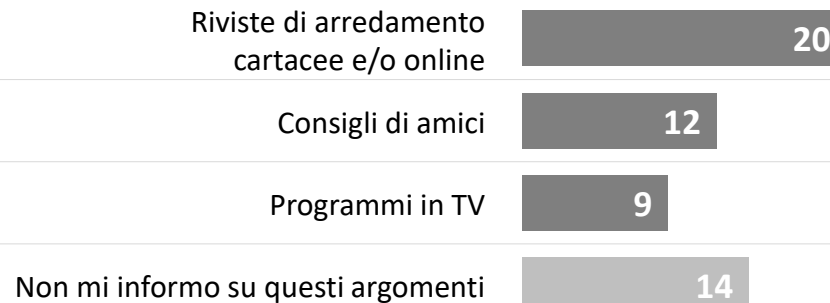 Riviste di arredamento
cartacee e/o online
20
Consigli di amici
12
Programmi in TV
9
Non mi informo su questi argomenti
14